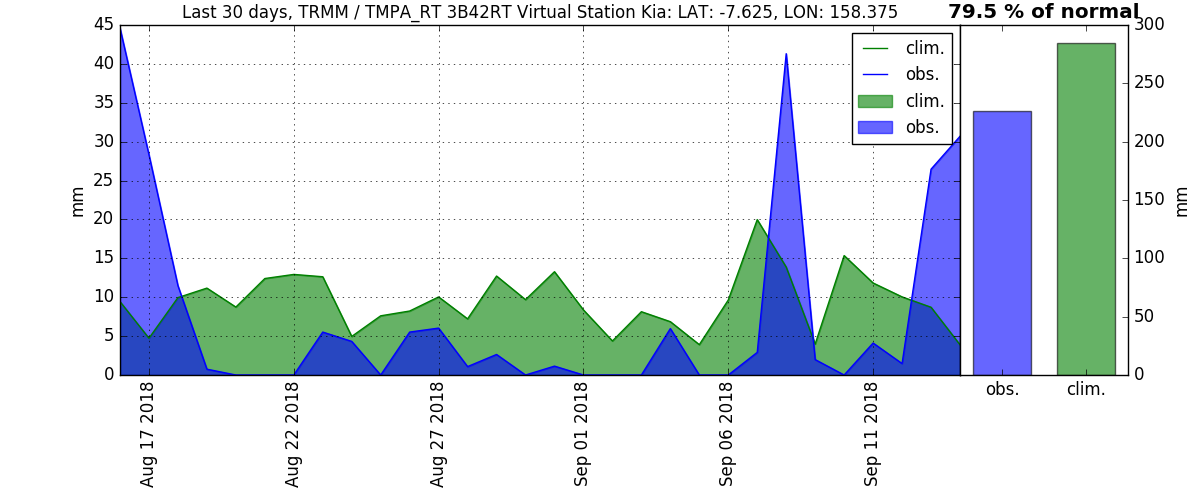 Last 30 days, TRMM / TMPA_RT 3B42RT Virtual Station Kia: LAT: -7.625, LON: 158.375
79.5 % of normal
45
40
35
30
25
20
15
10
5
0
mm
clim.
obs.
clim.
obs.
300
250
200
150
100
50
0
mm
Aug 17 2018
Aug 22 2018
Aug 27 2018
Sep 01 2018
Sep 06 2018
Sep 11 2018
obs.
clim.